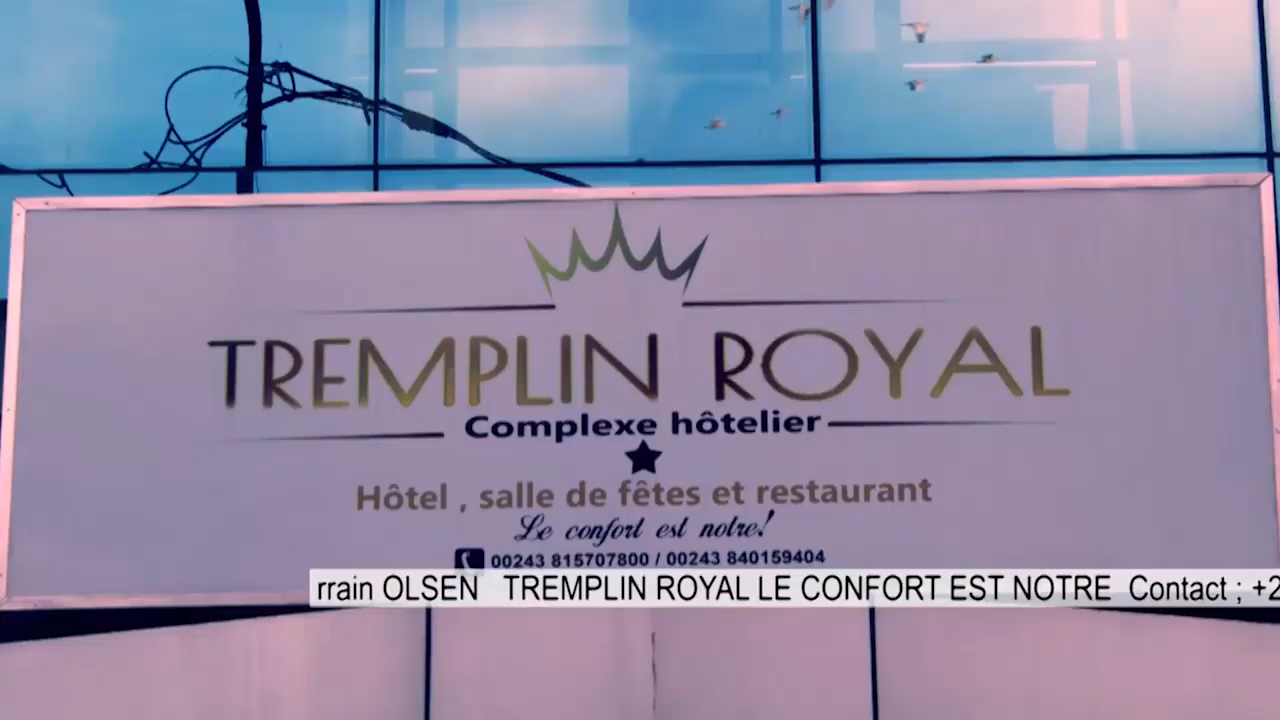 TREMPLIN ROYAL
Complexe hôtelier
Hôtel , salle de fêtes et restaurant
Le confort est notre!
00243 815707800 / 00243 840159404
rrain OLSEN TREMPLIN ROYAL LE CONFORT EST NOTRE Contact ; +2